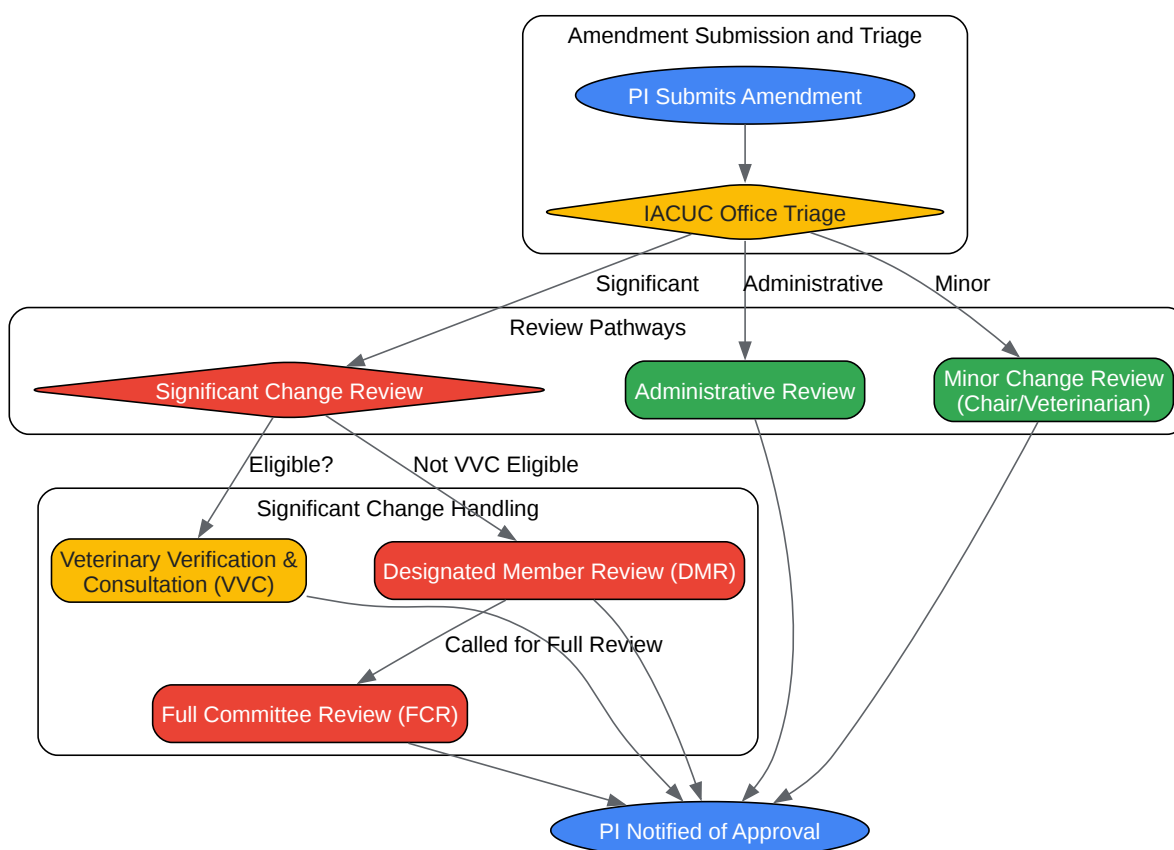 Amendment Submission and Triage
PI Submits Amendment
IACUC Office Triage
Significant
Administrative
Minor
Review Pathways
Significant Change Review
Administrative Review
Minor Change Review
(Chair/Veterinarian)
Eligible?
Not VVC Eligible
Significant Change Handling
Veterinary Verification &
Consultation (VVC)
Designated Member Review (DMR)
Called for Full Review
Full Committee Review (FCR)
PI Notified of Approval